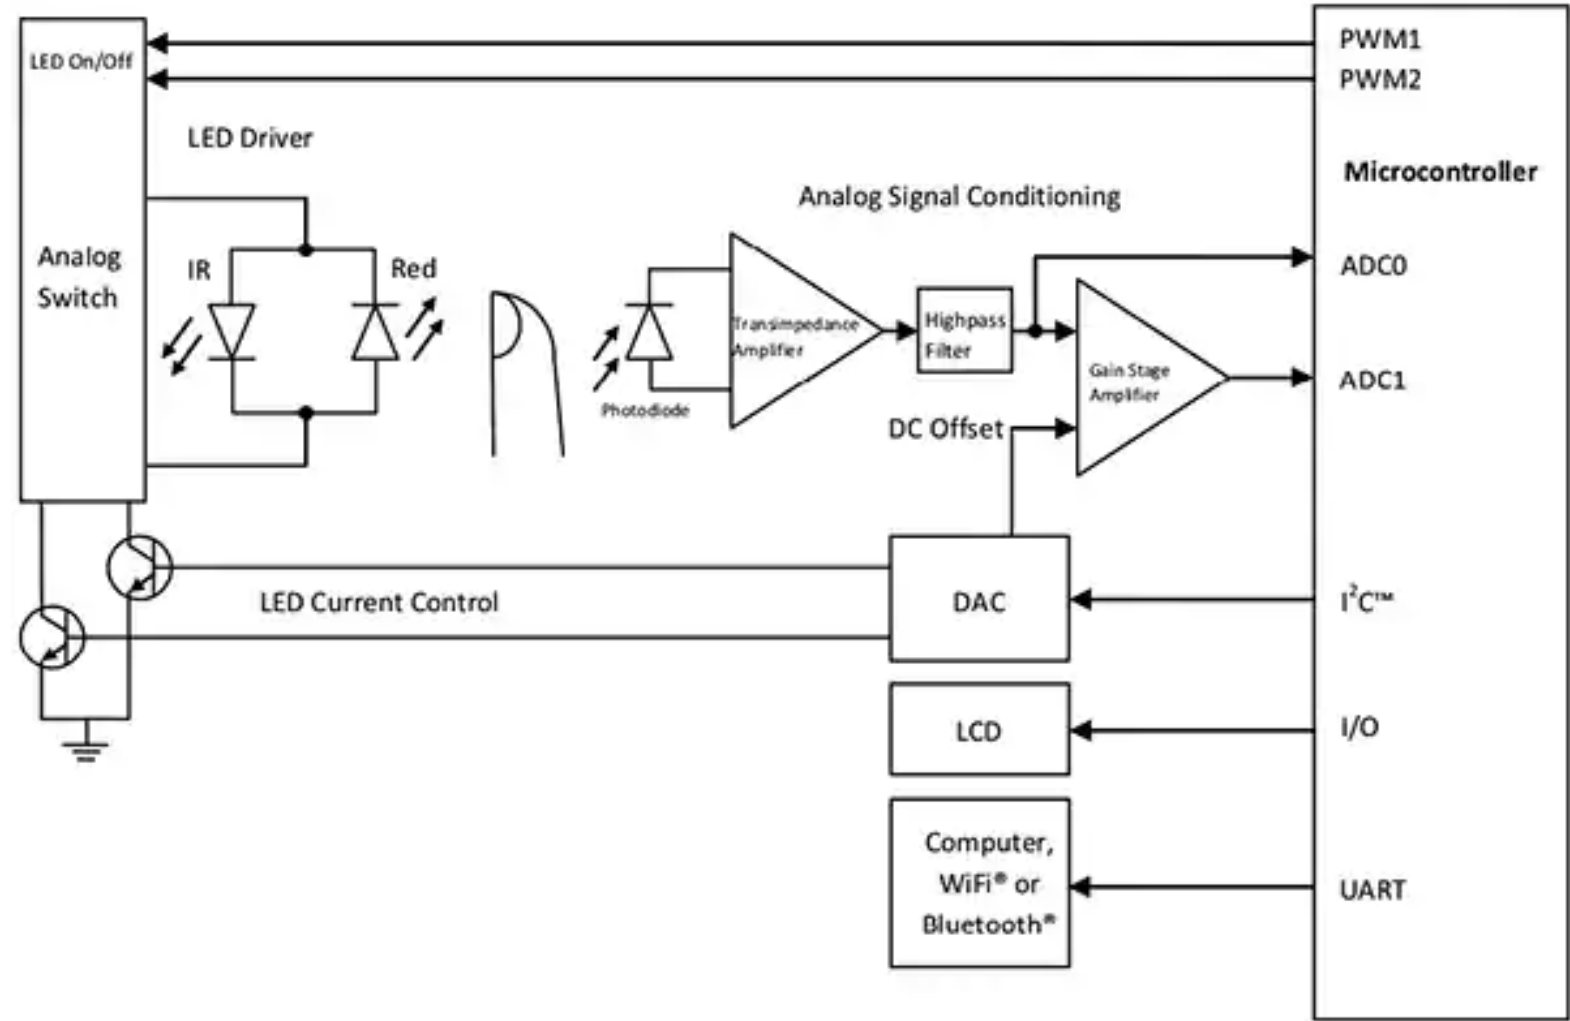 PWM1
LED On/Off
PWM2
LED Driver
Microcontroller
Analog Signal Conditioning
Analog
Switch
IR
Red
ADC0
Transimpedance
Amplifier
Highpass
Filter
Gain Stage
Amplifier
ADC1
Photodiode
DC Offset
LED Current Control
DAC
I²C™
LCD
I/O
Computer,
WiFi® or
Bluetooth®
UART